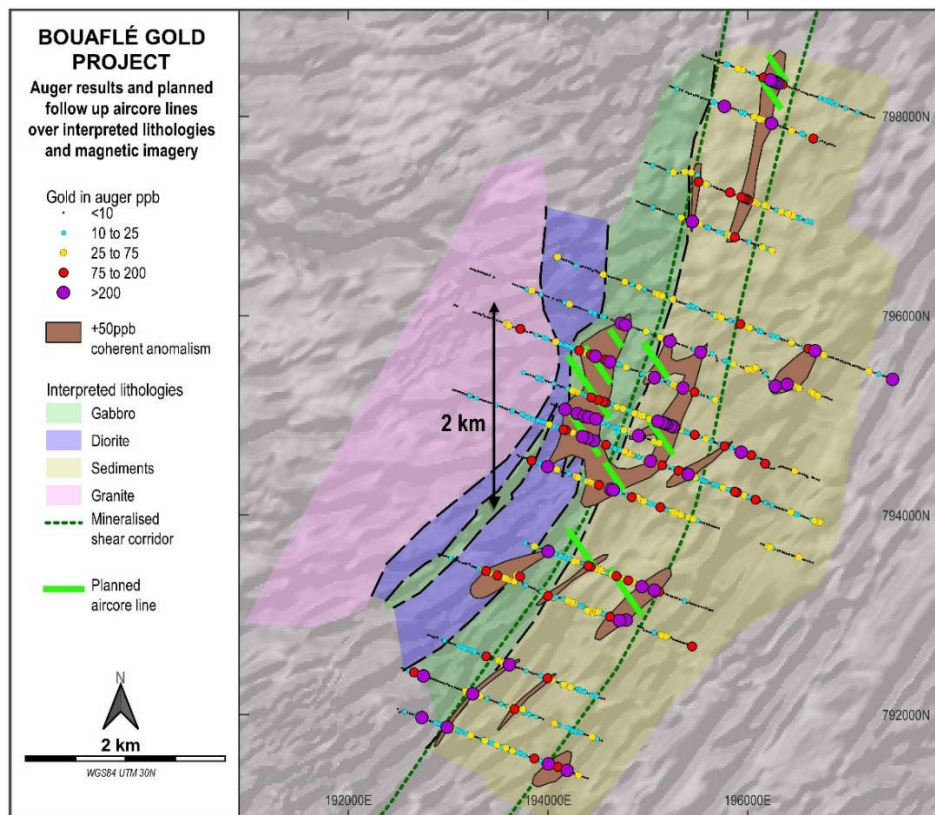 BOUAFLÉ GOLD
PROJECT
Auger results and planned
follow up aircore lines
over interpreted lithologies
and magnetic imagery
Gold in auger ppb
<10
10 to 25
25 to 75
75 to 200
>200
+50ppb
coherent anomalism
Interpreted lithologies
Gabbro
Diorite
Sediments
Granite
Mineralised
shear corridor
Planned
aircore line
N
2 km
WGS84 UTM 30N
2 km
798000N
796000N
794000N
792000N
192000E
194000E
196000E